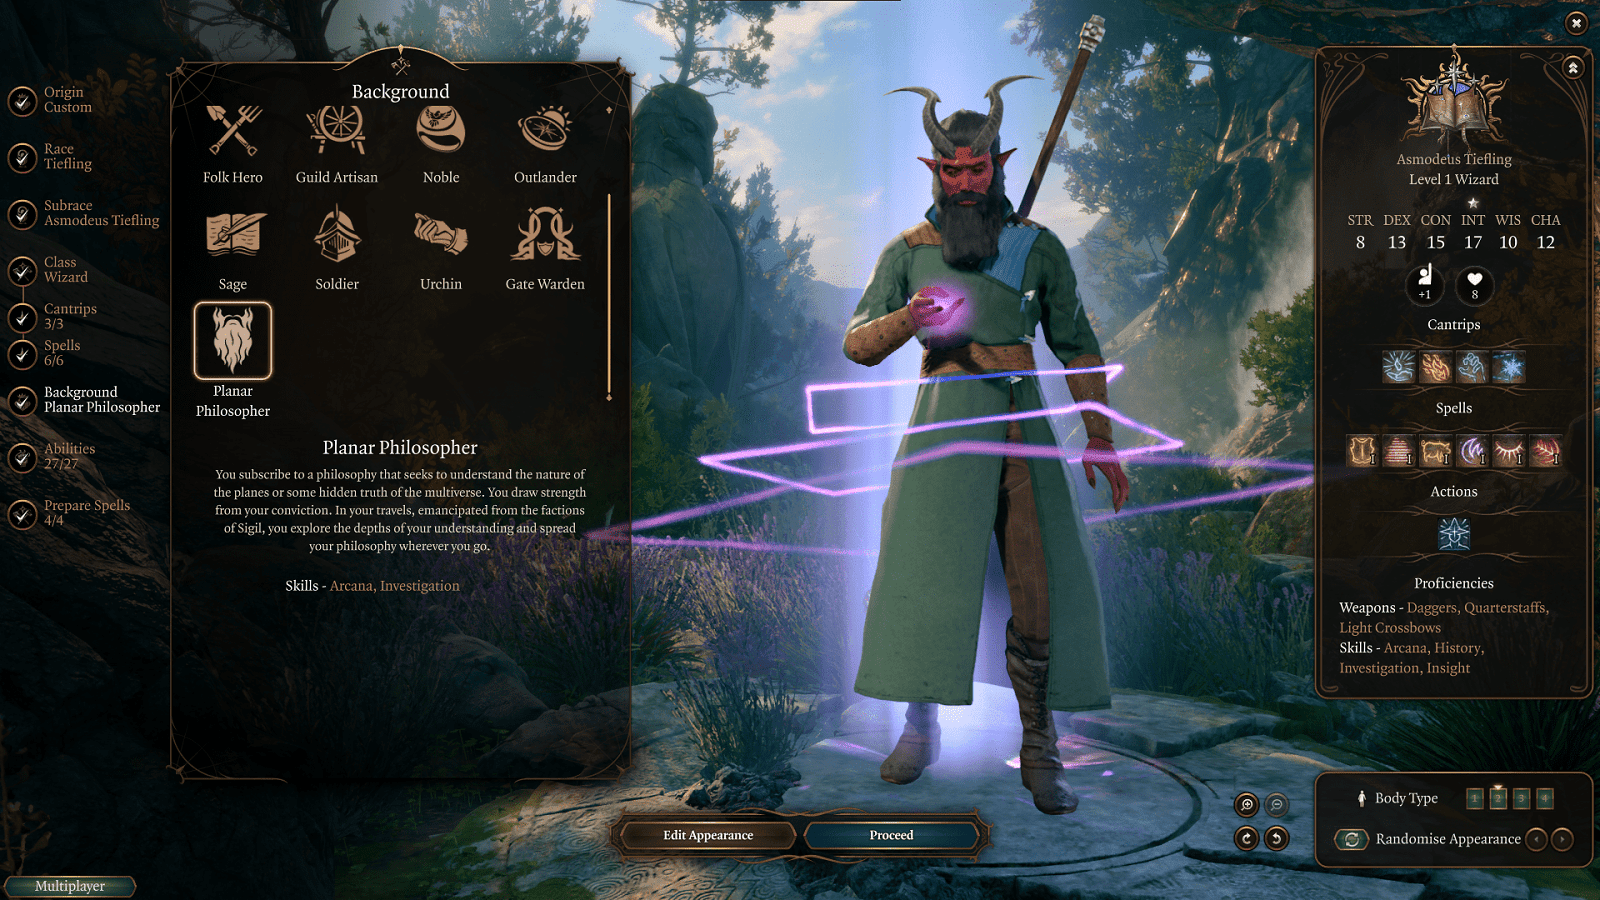 Origin
Custom
Race
Tiefling
Subrace
Asmodeus Tiefling
Class
Wizard
Cantrips
3/3
Spells
6/6
Background
Planar Philosopher
Abilities
27/27
Prepare Spells
4/4
Multiplayer
Background
Folk Hero
Guild Artisan
Noble
Outlander
Sage
Soldier
Urchin
Gate Warden
Planar
Philosopher
Planar Philosopher
You subscribe to a philosophy that seeks to understand the nature of
the planes or some hidden truth of the multiverse. You draw strength
from your conviction. In your travels, emancipated from the factions
of Sigil, you explore the depths of your understanding and spread
your philosophy wherever you go.
Skills - Arcana, Investigation
Edit Appearance
Proceed
Asmodeus Tiefling
Level 1 Wizard
STR DEX CON INT WIS CHA
8 13 15 17 10 12
+1 8
Cantrips
Spells
I I I I I I
Actions
Proficiencies
Weapons - Daggers, Quarterstaffs,
Light Crossbows
Skills - Arcana, History,
Investigation, Insight
Body Type 1 2 3 4
Randomise Appearance